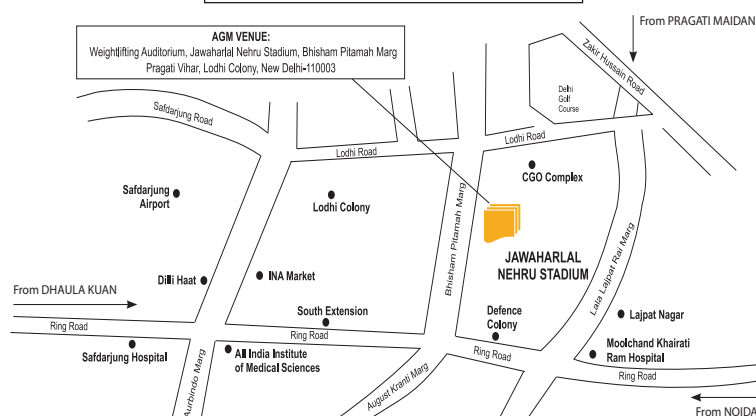 From PRAGATI MAIDAN
AGM VENUE:
Weightlifting Auditorium, Jawaharlal Nehru Stadium, Bhisham Pitamah Marg
Pragati Vihar, Lodhi Colony, New Delhi-110003
Zakir Hussain Road
Delhi
Golf
Course
Safdarjung Road
Lodhi Road
Lodhi Road
CGO Complex
Safdarjung
Airport
Lodhi Colony
Bhisham Pitamah Marg
JAWAHARLAL
NEHRU STADIUM
Lala Lajpat Rai Marg
Dilli Haat
INA Market
From DHAULA KUAN
South Extension
Defence
Colony
Lajpat Nagar
Ring Road
Ring Road
Ring Road
Moolchand Khairati
Ram Hospital
Safdarjung Hospital
All India Institute
of Medical Sciences
Aurbindo Marg
August Kranti Marg
Ring Road
From NOIDA